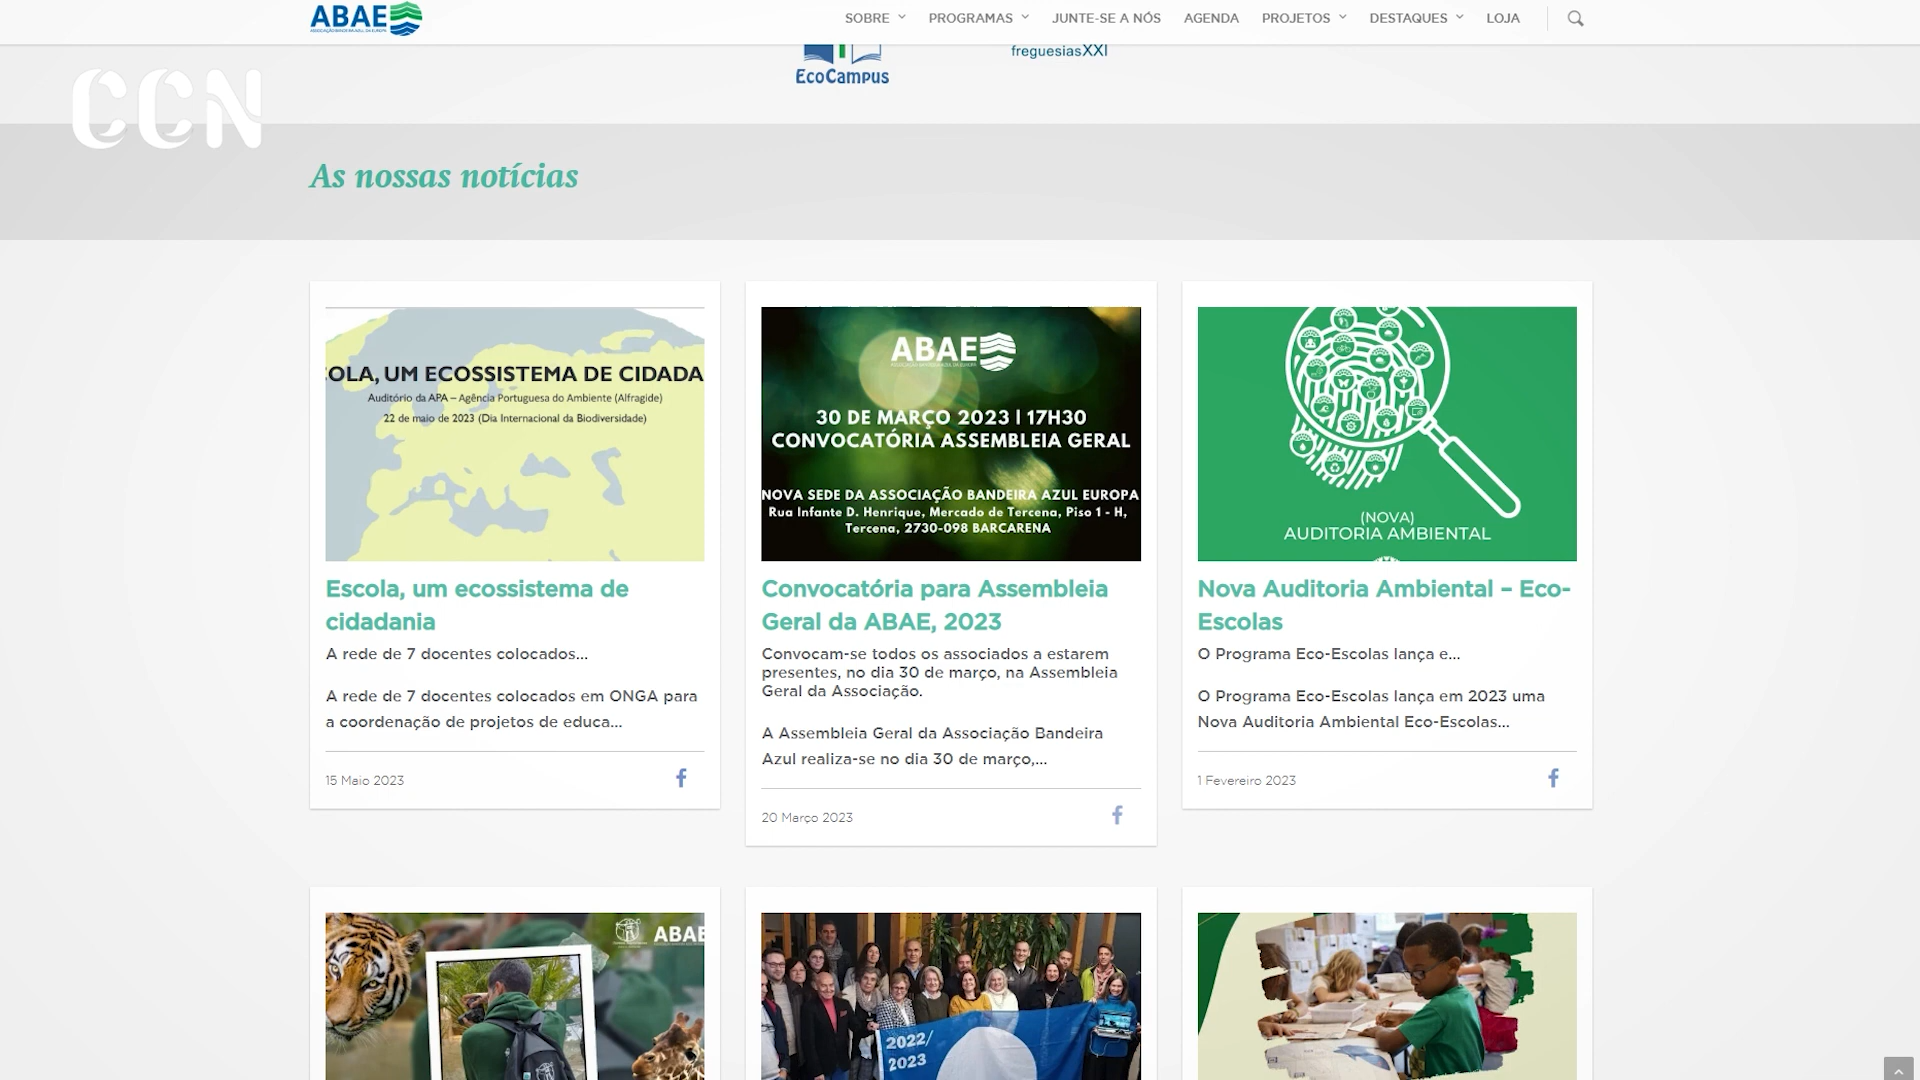 ABAE
SOBRE
PROGRAMAS
JUNTE-SE A NÓS
AGENDA
PROJETOS
DESTAQUES
LOJA
EcoCampus
freguesiasXXI
CCN
As nossas notícias
OLA, UM ECOSSISTEMA DE CIDADA
Auditório da APA – Agência Portuguesa do Ambiente (Alfragide)
22 de maio de 2023 (Dia Internacional da Biodiversidade)
Escola, um ecossistema de
cidadania
A rede de 7 docentes colocados...
A rede de 7 docentes colocados em ONGA para
a coordenação de projetos de educa...
15 Maio 2023
ABAE
30 DE MARÇO 2023 I 17H30
CONVOCATÓRIA ASSEMBLEIA GERAL
NOVA SEDE DA ASSOCIAÇÃO BANDEIRA AZUL EUROPA
Rua Infante D. Henrique, Mercado de Tercena, Piso 1 - H,
Tercena, 2730-098 BARCARENA
Convocatória para Assembleia
Geral da ABAE, 2023
Convocam-se todos os associados a estarem
presentes, no dia 30 de março, na Assembleia
Geral da Associação.
A Assembleia Geral da Associação Bandeira
Azul realiza-se no dia 30 de março,...
20 Março 2023
(NOVA)
AUDITORIA AMBIENTAL
Nova Auditoria Ambiental – Eco-
Escolas
O Programa Eco-Escolas lança e...
O Programa Eco-Escolas lança em 2023 uma
Nova Auditoria Ambiental Eco-Escolas...
1 Fevereiro 2023
ABAE
2022/
2023